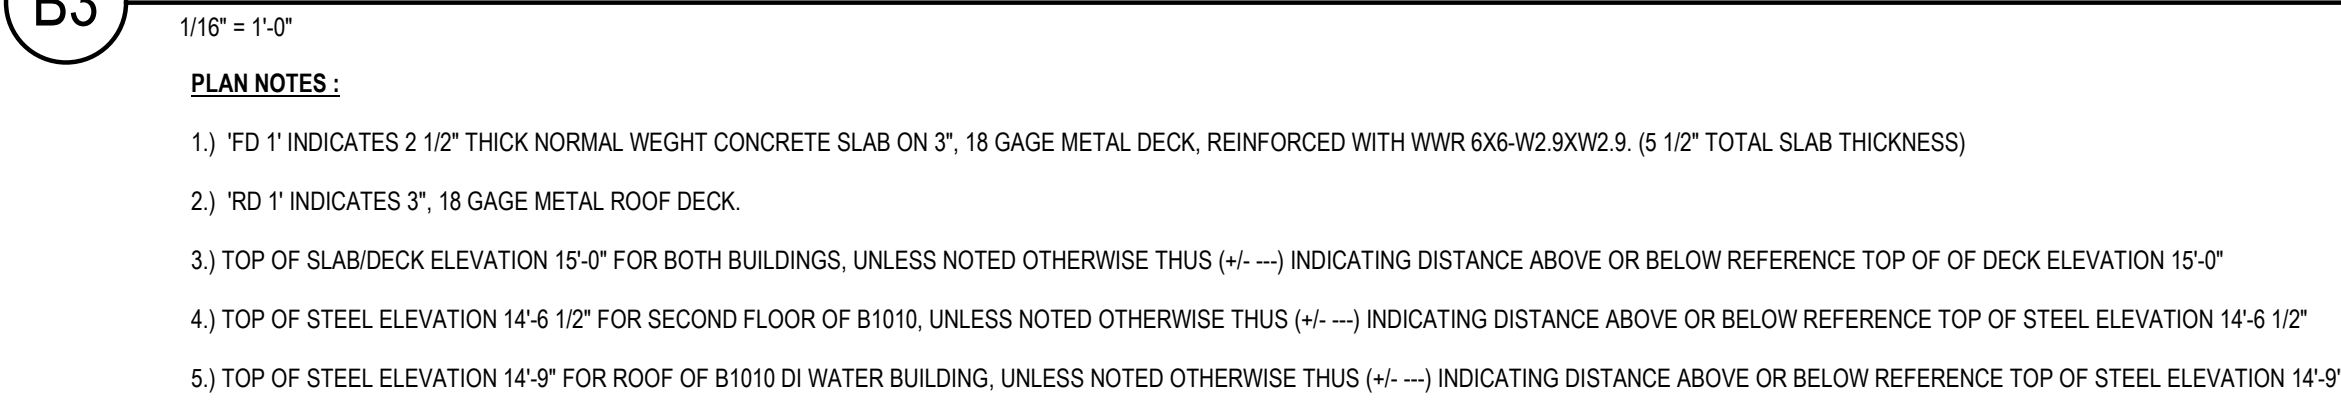 B3
1/16" = 1'-0"
PLAN NOTES :
1.) 'FD 1' INDICATES 2 1/2" THICK NORMAL WEGHT CONCRETE SLAB ON 3", 18 GAGE METAL DECK, REINFORCED WITH WWR 6X6-W2.9XW2.9. (5 1/2" TOTAL SLAB THICKNESS)
2.) 'RD 1' INDICATES 3", 18 GAGE METAL ROOF DECK.
3.) TOP OF SLAB/DECK ELEVATION 15'-0" FOR BOTH BUILDINGS, UNLESS NOTED OTHERWISE THUS (+/- ---) INDICATING DISTANCE ABOVE OR BELOW REFERENCE TOP OF OF DECK ELEVATION 15'-0"
4.) TOP OF STEEL ELEVATION 14'-6 1/2" FOR SECOND FLOOR OF B1010, UNLESS NOTED OTHERWISE THUS (+/- ---) INDICATING DISTANCE ABOVE OR BELOW REFERENCE TOP OF STEEL ELEVATION 14'-6 1/2"
5.) TOP OF STEEL ELEVATION 14'-9" FOR ROOF OF B1010 DI WATER BUILDING, UNLESS NOTED OTHERWISE THUS (+/- ---) INDICATING DISTANCE ABOVE OR BELOW REFERENCE TOP OF STEEL ELEVATION 14'-9'